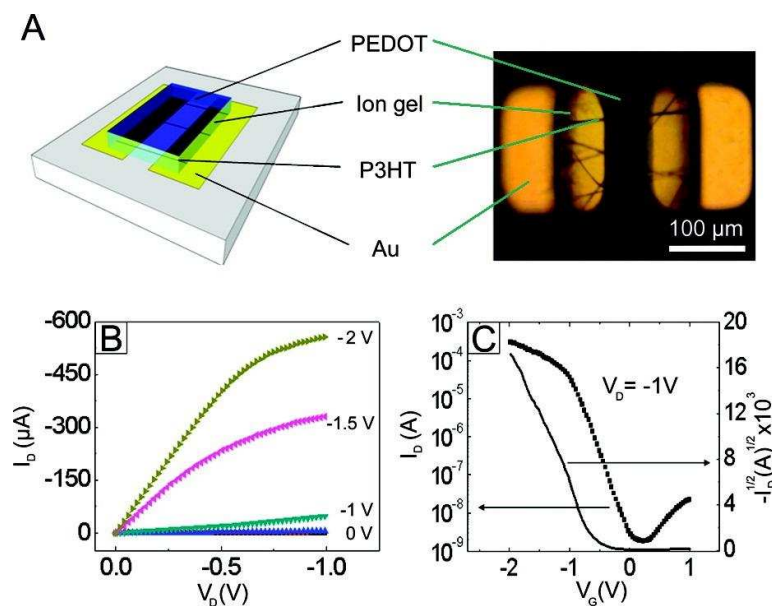 A
PEDOT
Ion gel
P3HT
Au
100 µm
B
-600
-450
-300
-150
0
I_D (µA)
-2 V
-1.5 V
-1 V
0 V
0.0
-0.5
-1.0
V_D(V)
C
10⁻³
10⁻⁴
10⁻⁵
10⁻⁶
10⁻⁷
10⁻⁸
10⁻⁹
I_D (A)
V_D= -1V
20
16
12
8
4
0
-I_D^1/2(A)^1/2 x10³
-2
-1
0
1
V_G(V)